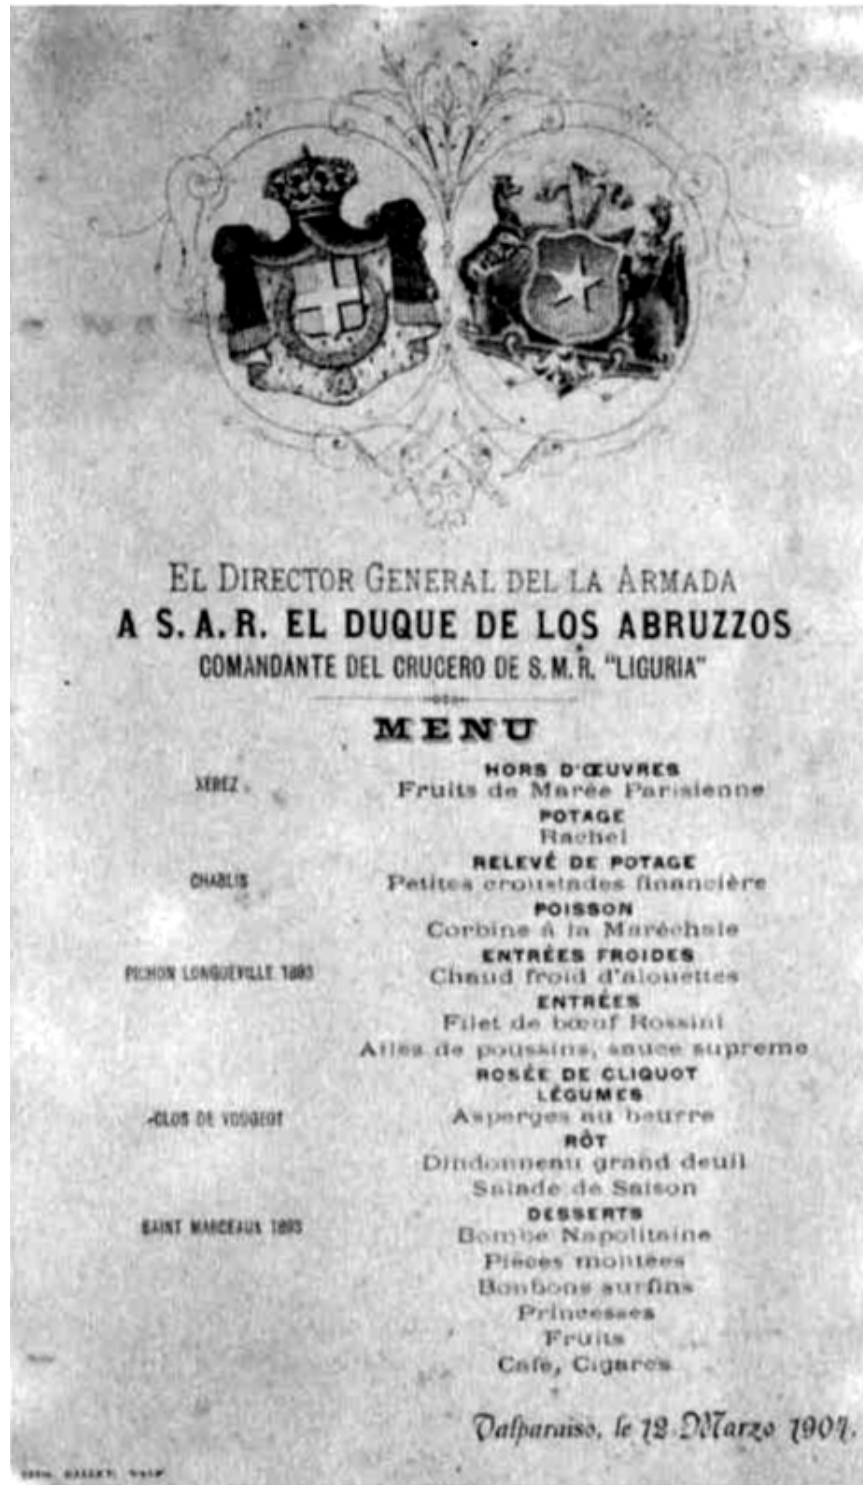 EL DIRECTOR GENERAL DEL LA ARMADA
A S.A.R. EL DUQUE DE LOS ABRUZZOS
COMANDANTE DEL CRUCERO DE S.M.R. "LIGURIA"
MENU
HORS D'ŒUVRES
XEREZ
Fruits de Marée Parisienne
POTAGE
Rachel
RELEVÉ DE POTAGE
CHABLIS
Petites croustades financière
POISSON
Corbine à la Maréchale
ENTRÉES FROIDES
PICHON LONGUEVILLE 1893
Chaud froid d'alouettes
ENTRÉES
Filet de bœuf Rossini
Ailes de poussins, sauce supreme
ROSÉE DE CLIQUOT
LÉGUMES
CLOS DE VOUGEOT
Asperges au beurre
RÔT
Dindonneau grand deuil
Salade de Saison
DESSERTS
SAINT MARCEAUX 1893
Bombe Napolitaine
Pièces montées
Bonbons surfins
Princesses
Fruits
Café, Cigares
Valparaiso, le 12 Marzo 1904.